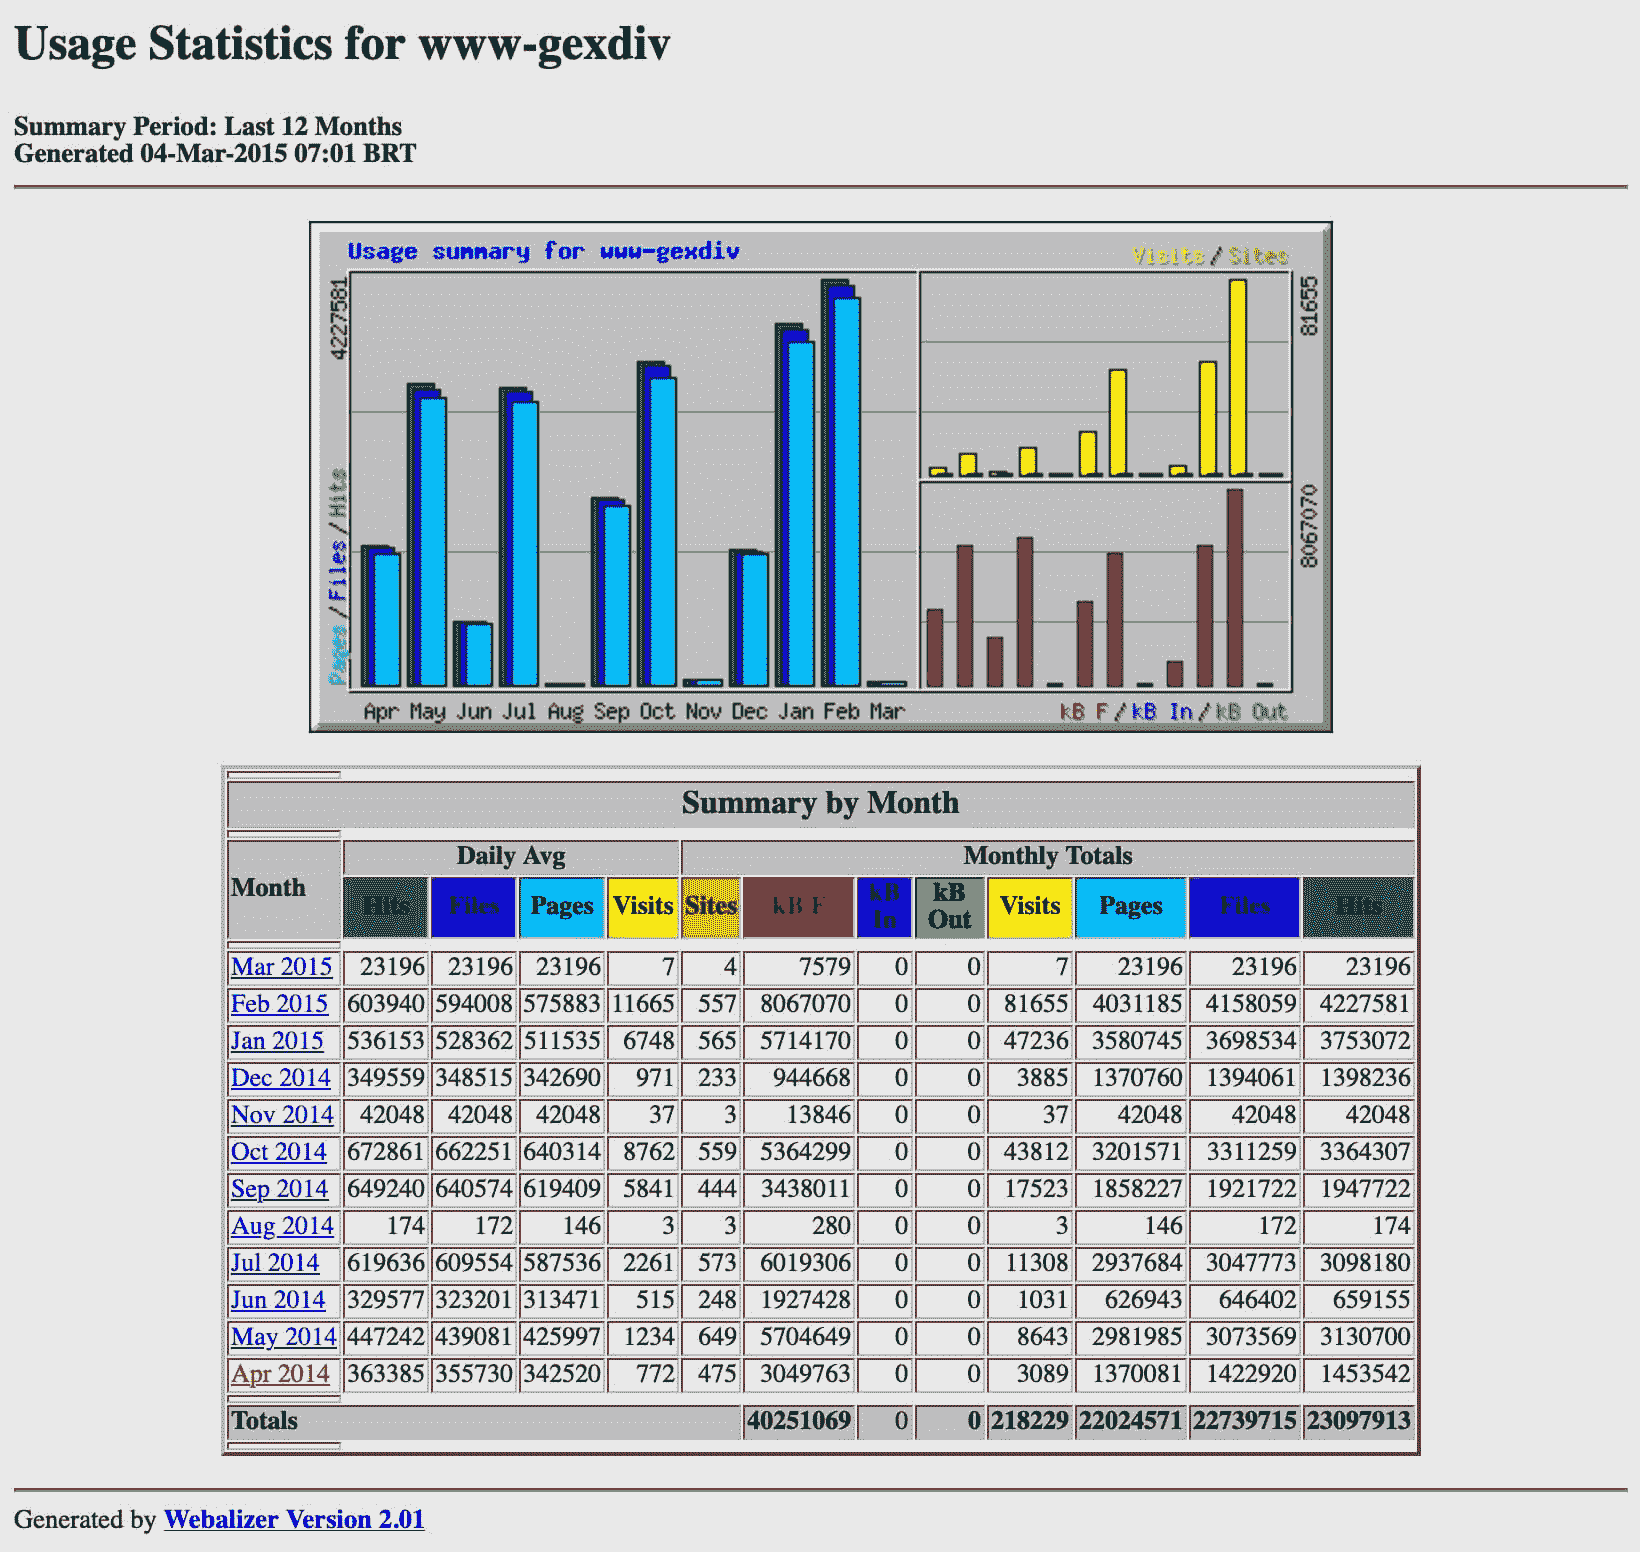 Usage Statistics for www-gexdiv
Summary Period: Last 12 Months
Generated 04-Mar-2015 07:01 BRT
Usage summary for www-gexdiv
Visits/Sites
4227581
Pages/Files/Hits
81655
8067070
Apr May Jun Jul Aug Sep Oct Nov Dec Jan Feb Mar
kB F/kB In/kB Out
Summary by Month
Month Daily Avg Monthly Totals
Hits Files Pages Visits Sites kB F kB In kB Out Visits Pages Files Hits
Mar 2015 23196 23196 23196 7 4 7579 0 0 7 23196 23196 23196
Feb 2015 603940 594008 575883 11665 557 8067070 0 0 81655 4031185 4158059 4227581
Jan 2015 536153 528362 511535 6748 565 5714170 0 0 47236 3580745 3698534 3753072
Dec 2014 349559 348515 342690 971 233 944668 0 0 3885 1370760 1394061 1398236
Nov 2014 42048 42048 42048 37 3 13846 0 0 37 42048 42048 42048
Oct 2014 672861 662251 640314 8762 559 5364299 0 0 43812 3201571 3311259 3364307
Sep 2014 649240 640574 619409 5841 444 3438011 0 0 17523 1858227 1921722 1947722
Aug 2014 174 172 146 3 3 280 0 0 3 146 172 174
Jul 2014 619636 609554 587536 2261 573 6019306 0 0 11308 2937684 3047773 3098180
Jun 2014 329577 323201 313471 515 248 1927428 0 0 1031 626943 646402 659155
May 2014 447242 439081 425997 1234 649 5704649 0 0 8643 2981985 3073569 3130700
Apr 2014 363385 355730 342520 772 475 3049763 0 0 3089 1370081 1422920 1453542
Totals 40251069 0 0 218229 22024571 22739715 23097913
Generated by Webalizer Version 2.01